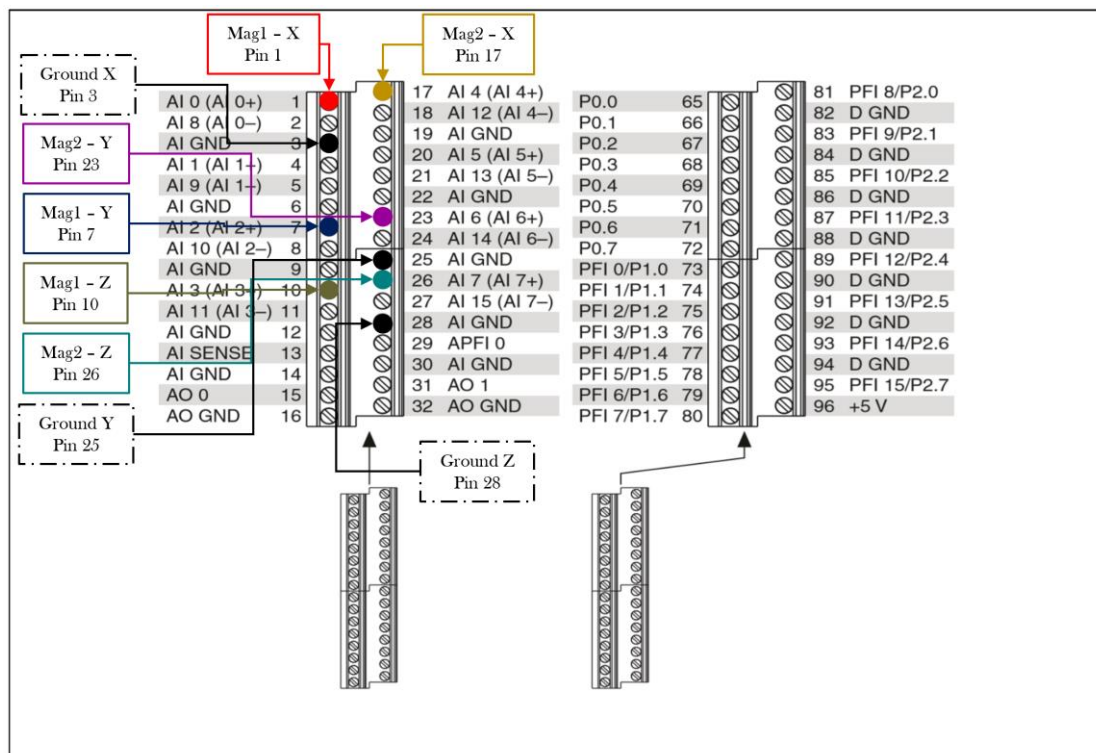 Mag1 – X
Pin 1
Mag2 – X
Pin 17
Ground X
Pin 3
Mag2 – Y
Pin 23
Mag1 – Y
Pin 7
Mag1 – Z
Pin 10
Mag2 – Z
Pin 26
Ground Y
Pin 25
Ground Z
Pin 28
AI 0 (AI 0+) 1
AI 8 (AI 0–) 2
AI GND 3
AI 1 (AI 1+) 4
AI 9 (AI 1–) 5
AI GND 6
AI 2 (AI 2+) 7
AI 10 (AI 2–) 8
AI GND 9
AI 3 (AI 3+) 10
AI 11 (AI 3–) 11
AI GND 12
AI SENSE 13
AI GND 14
AO 0 15
AO GND 16
17 AI 4 (AI 4+)
18 AI 12 (AI 4–)
19 AI GND
20 AI 5 (AI 5+)
21 AI 13 (AI 5–)
22 AI GND
23 AI 6 (AI 6+)
24 AI 14 (AI 6–)
25 AI GND
26 AI 7 (AI 7+)
27 AI 15 (AI 7–)
28 AI GND
29 APFI 0
30 AI GND
31 AO 1
32 AO GND
P0.0 65
P0.1 66
P0.2 67
P0.3 68
P0.4 69
P0.5 70
P0.6 71
P0.7 72
PFI 0/P1.0 73
PFI 1/P1.1 74
PFI 2/P1.2 75
PFI 3/P1.3 76
PFI 4/P1.4 77
PFI 5/P1.5 78
PFI 6/P1.6 79
PFI 7/P1.7 80
81 PFI 8/P2.0
82 D GND
83 PFI 9/P2.1
84 D GND
85 PFI 10/P2.2
86 D GND
87 PFI 11/P2.3
88 D GND
89 PFI 12/P2.4
90 D GND
91 PFI 13/P2.5
92 D GND
93 PFI 14/P2.6
94 D GND
95 PFI 15/P2.7
96 +5 V